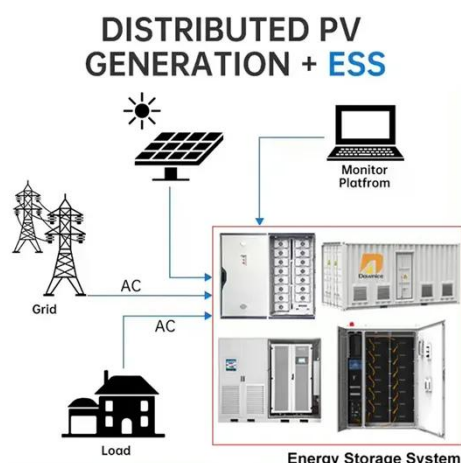 DISTRIBUTED PV
GENERATION + ESS
Monitor
Platfrom
Grid
AC
AC
Load
Energy Storage System